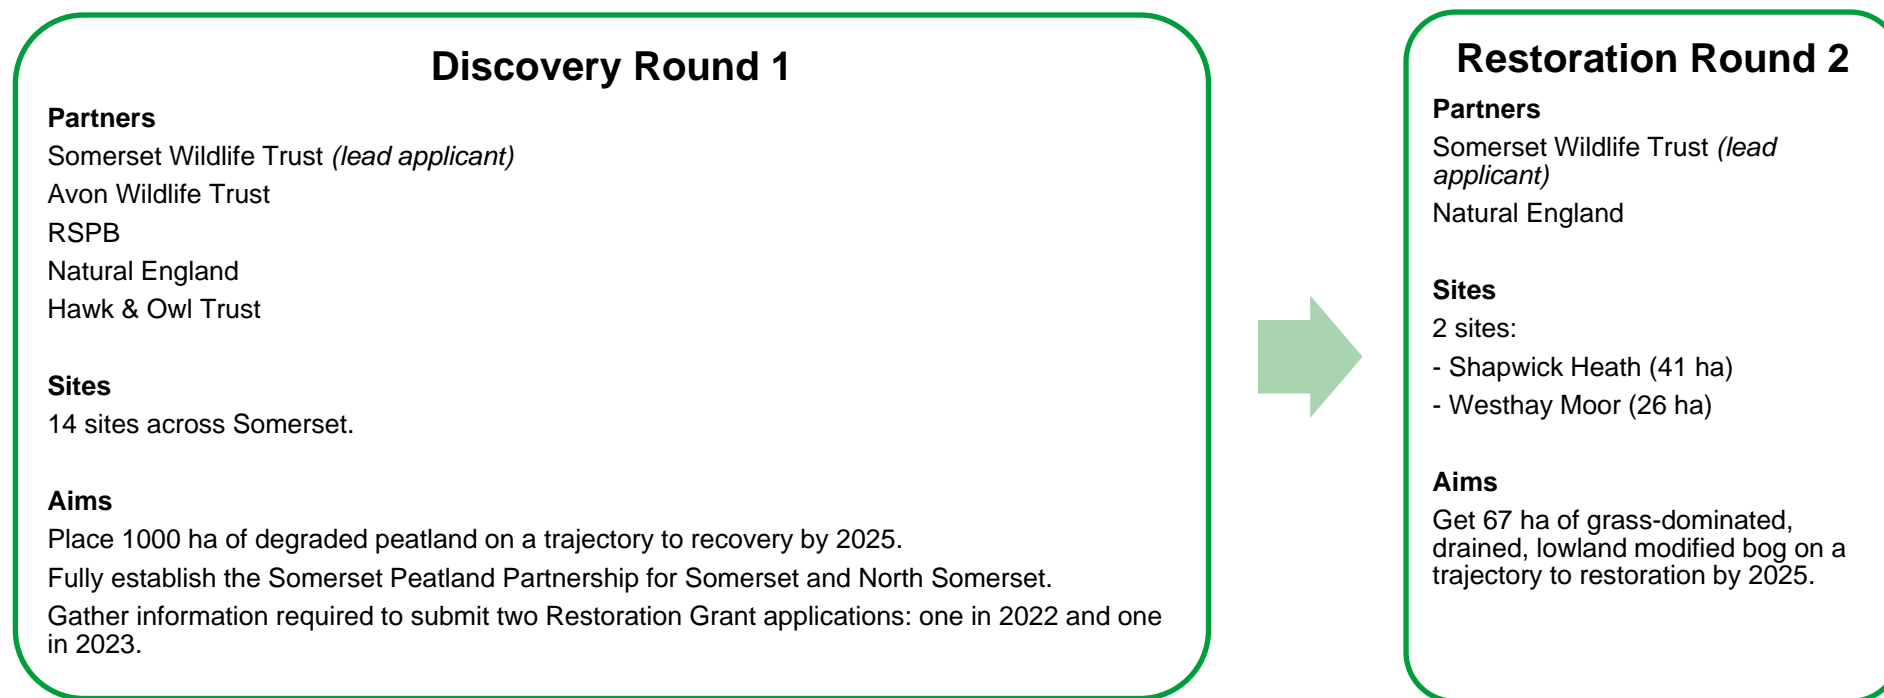 Discovery Round 1
Partners
Somerset Wildlife Trust (lead applicant)
Avon Wildlife Trust
RSPB
Natural England
Hawk & Owl Trust
Sites
14 sites across Somerset.
Aims
Place 1000 ha of degraded peatland on a trajectory to recovery by 2025.
Fully establish the Somerset Peatland Partnership for Somerset and North Somerset.
Gather information required to submit two Restoration Grant applications: one in 2022 and one
in 2023.
Restoration Round 2
Partners
Somerset Wildlife Trust (lead
applicant)
Natural England
Sites
2 sites:
- Shapwick Heath (41 ha)
- Westhay Moor (26 ha)
Aims
Get 67 ha of grass-dominated,
drained, lowland modified bog on a
trajectory to restoration by 2025.